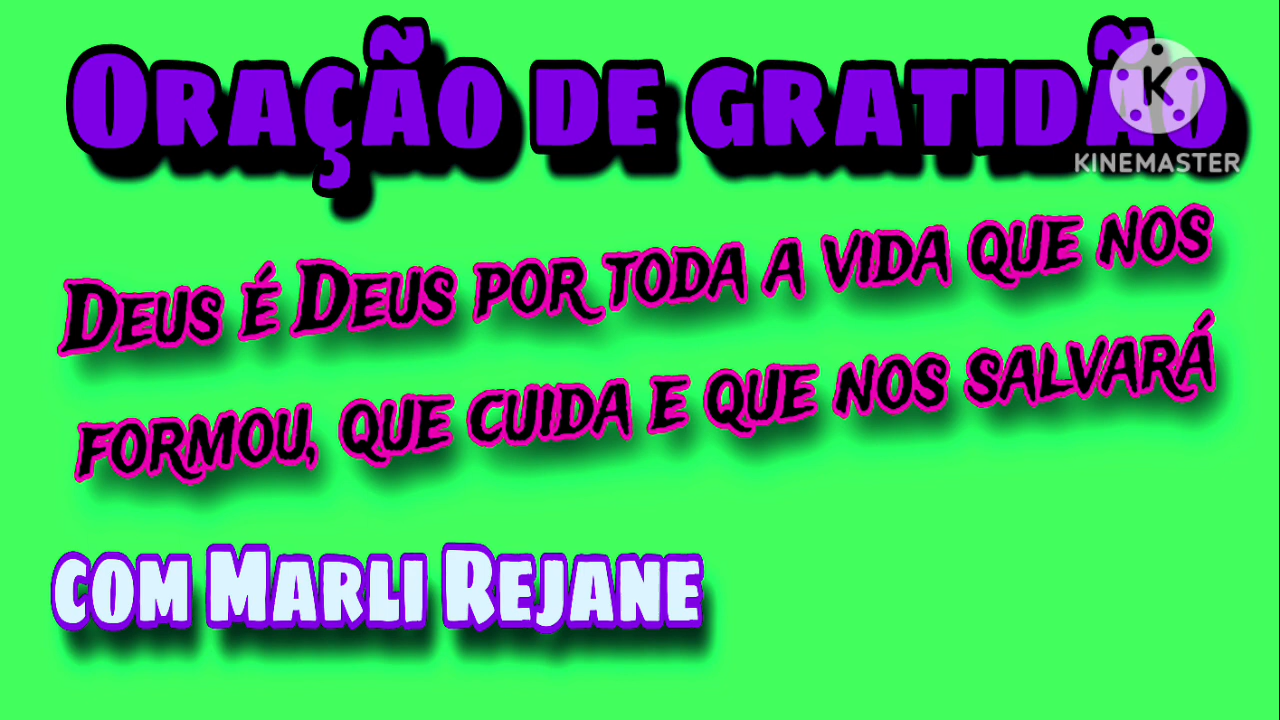 Oração de gratidão
KINEMASTER
Deus é Deus por toda a vida que nos
formou, que cuida e que nos salvará
com Marli Rejane